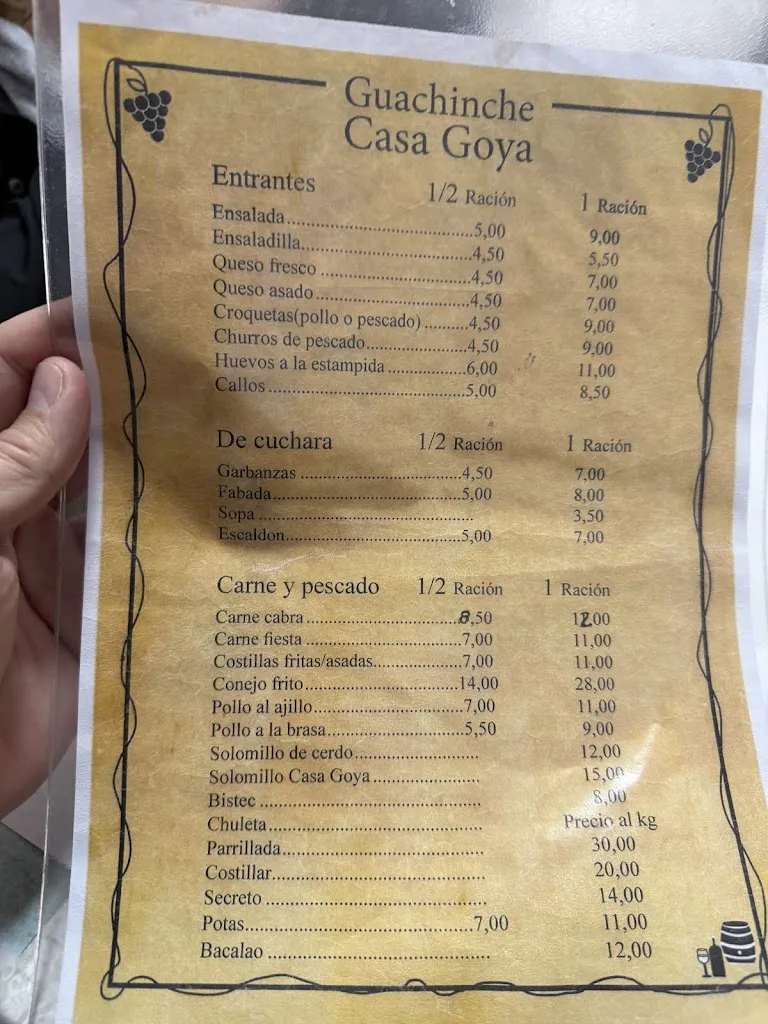 Guachinche
Casa Goya
Entrantes 1/2 Ración 1 Ración
Ensalada 5,00 9,00
Ensaladilla 4,50 5,50
Queso fresco 4,50 7,00
Queso asado 4,50 7,00
Croquetas(pollo o pescado) 4,50 9,00
Churros de pescado 4,50 9,00
Huevos a la estampida 6,00 11,00
Callos 5,00 8,50
De cuchara 1/2 Ración 1 Ración
Garbanzas 4,50 7,00
Fabada 5,00 8,00
Sopa 3,50
Escaldon 5,00 7,00
Carne y pescado 1/2 Ración 1 Ración
Carne cabra 8,50 12,00
Carne fiesta 7,00 11,00
Costillas fritas/asadas 7,00 11,00
Conejo frito 14,00 28,00
Pollo al ajillo 7,00 11,00
Pollo a la brasa 5,50 9,00
Solomillo de cerdo 12,00
Solomillo Casa Goya 15,00
Bistec 8,00
Chuleta Precio al kg
Parrillada 30,00
Costillar 20,00
Secreto 14,00
Potas 7,00 11,00
Bacalao 12,00